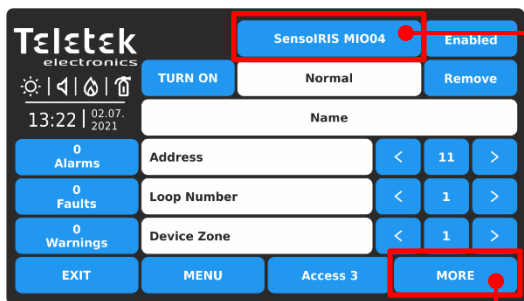 Teletek
electronics
SensoIRIS MIO04
Enabled
TURN ON
Normal
Remove
13:22 | 02.07.
2021
Name
0
Alarms
Address
< 11 >
0
Faults
Loop Number
< 1 >
0
Warnings
Device Zone
< 1 >
EXIT
MENU
Access 3
MORE